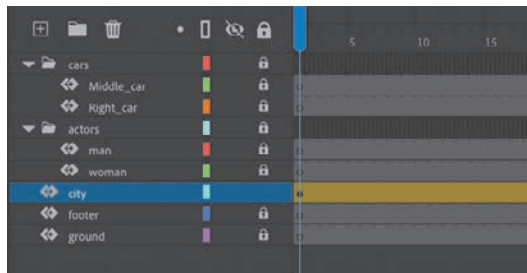 5 10 15
cars
Middle_car
Right_car
actors
man
woman
city
footer
ground